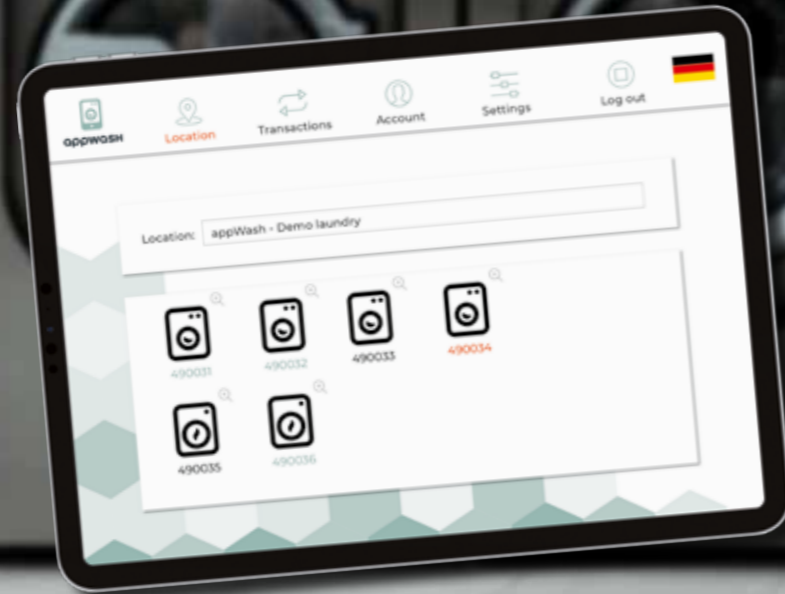 appwash
Location
Transactions
Account
Settings
Log out
Location: appWash - Demo laundry
490031
490032
490033
490034
490035
490036